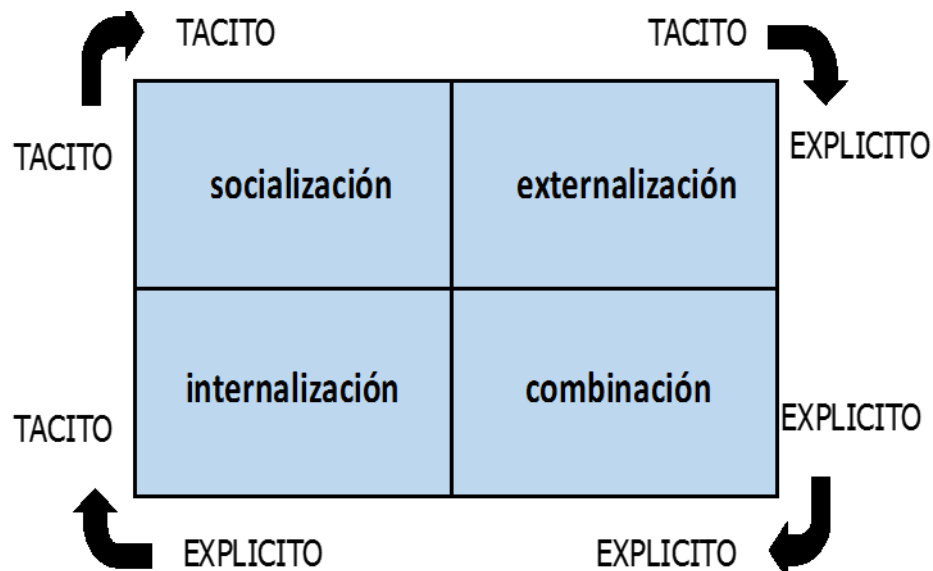 TACITO
TACITO
TACITO
EXPLICITO
socialización
externalización
internalización
combinación
TACITO
EXPLICITO
EXPLICITO
EXPLICITO